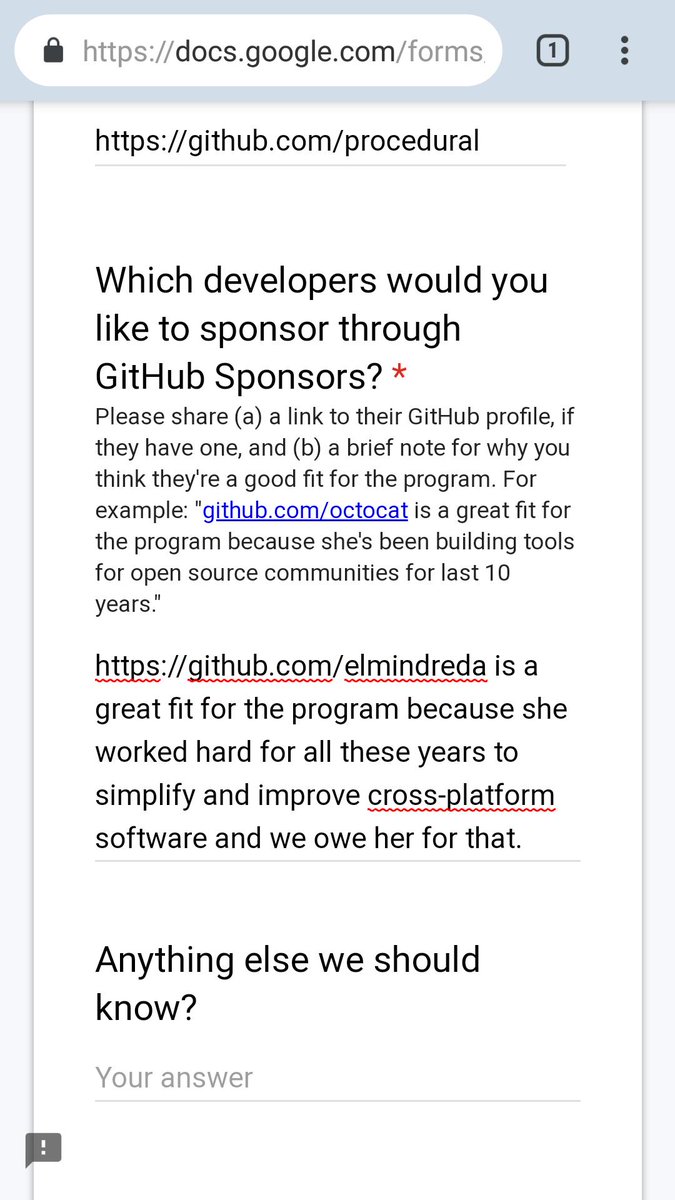 https://docs.google.com/forms
1
https://github.com/procedural
Which developers would you
like to sponsor through
GitHub Sponsors? *
Please share (a) a link to their GitHub profile, if
they have one, and (b) a brief note for why you
think they're a good fit for the program. For
example: "github.com/octocat is a great fit for
the program because she's been building tools
for open source communities for last 10
years."
https://github.com/elmindreda is a
great fit for the program because she
worked hard for all these years to
simplify and improve cross-platform
software and we owe her for that.
Anything else we should
know?
Your answer
!